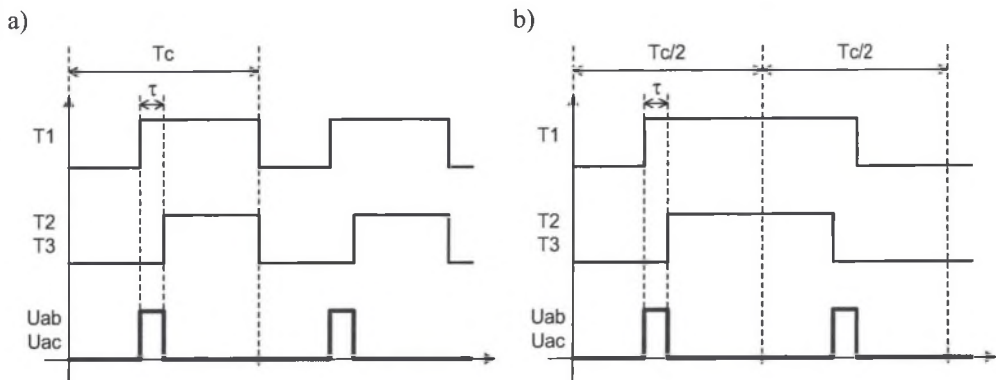 a)
Tc
τ
T1
T2
T3
Uab
Uac
b)
Tc/2 Tc/2
τ
T1
T2
T3
Uab
Uac